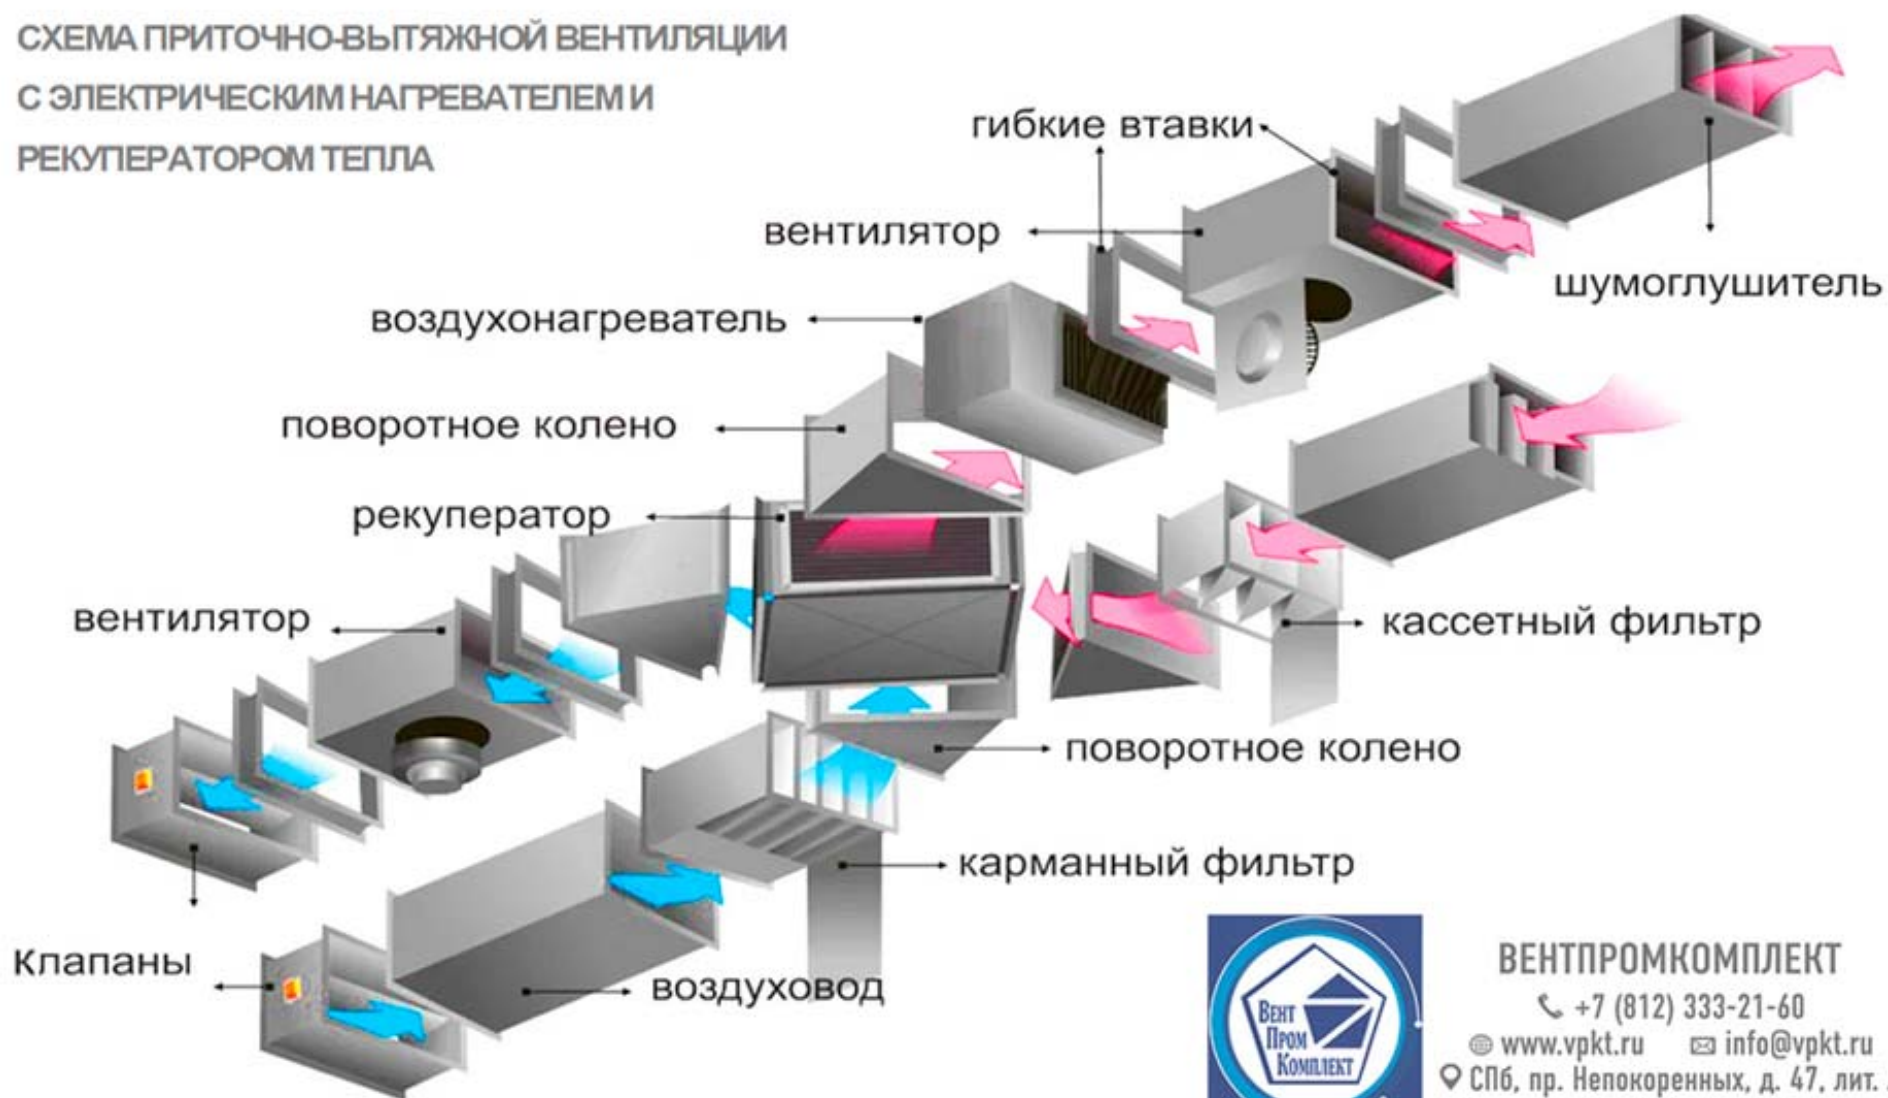 СХЕМА ПРИТОЧНО-ВЫТЯЖНОЙ ВЕНТИЛЯЦИИ
С ЭЛЕКТРИЧЕСКИМ НАГРЕВАТЕЛЕМ И
РЕКУПЕРАТОРОМ ТЕПЛА
гибкие втавки
вентилятор
шумоглушитель
воздухонагреватель
поворотное колено
рекуператор
вентилятор
кассетный фильтр
поворотное колено
карманный фильтр
Клапаны
воздуховод
ВЕНТ
ПРОМ
КОМПЛЕКТ
ВЕНТПРОМКОМПЛЕКТ
+7 (812) 333-21-60
www.vpkt.ru info@vpkt.ru
СПб, пр. Непокоренных, д. 47, лит.